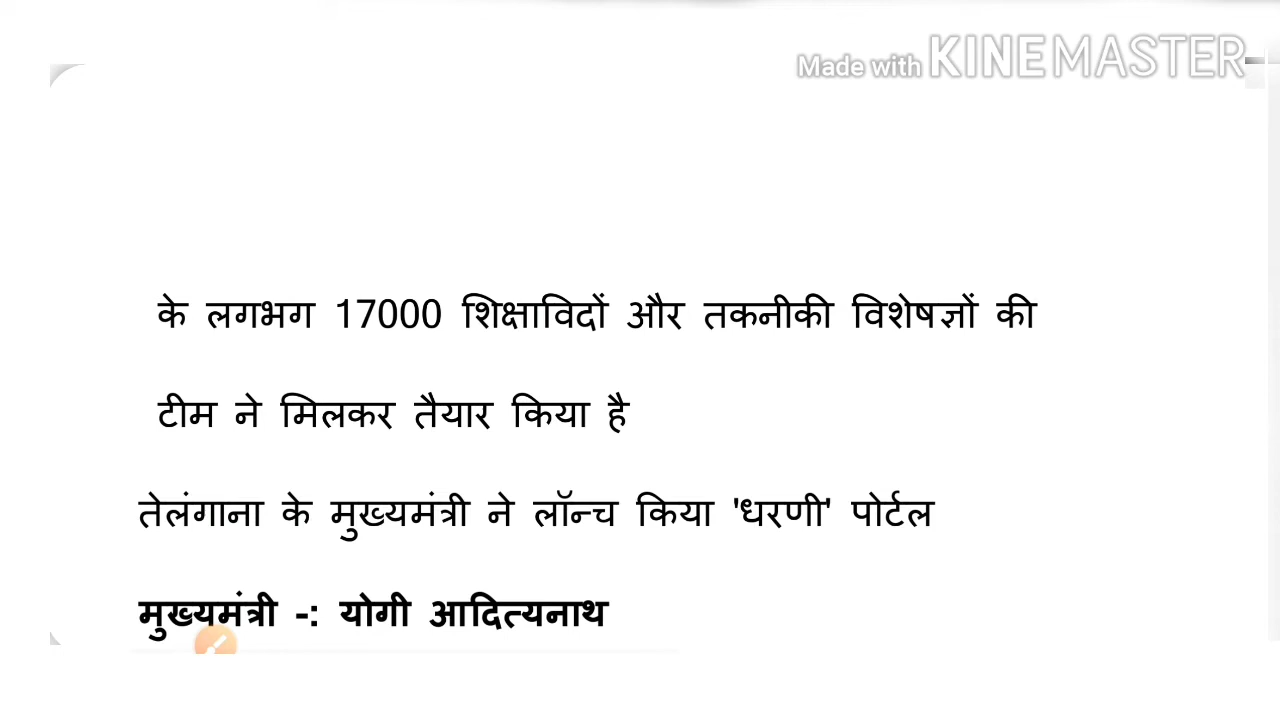 Made with KINEMASTER
के लगभग 17000 शिक्षाविदों और तकनीकी विशेषज्ञों की
टीम ने मिलकर तैयार किया है
तेलंगाना के मुख्यमंत्री ने लॉन्च किया 'धरणी' पोर्टल
मुख्यमंत्री -: योगी आदित्यनाथ